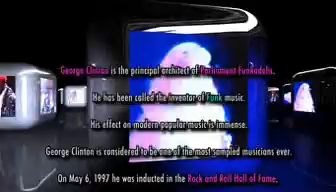 George Clinton is the principal architect of Parliament Funkadelic.
He has been called the inventor of Funk music.
His effect on modern popular music is immense.
George Clinton is considered to be one of the most sampled musicians ever.
On May 6, 1997 he was inducted in the Rock and Roll Hall of Fame.